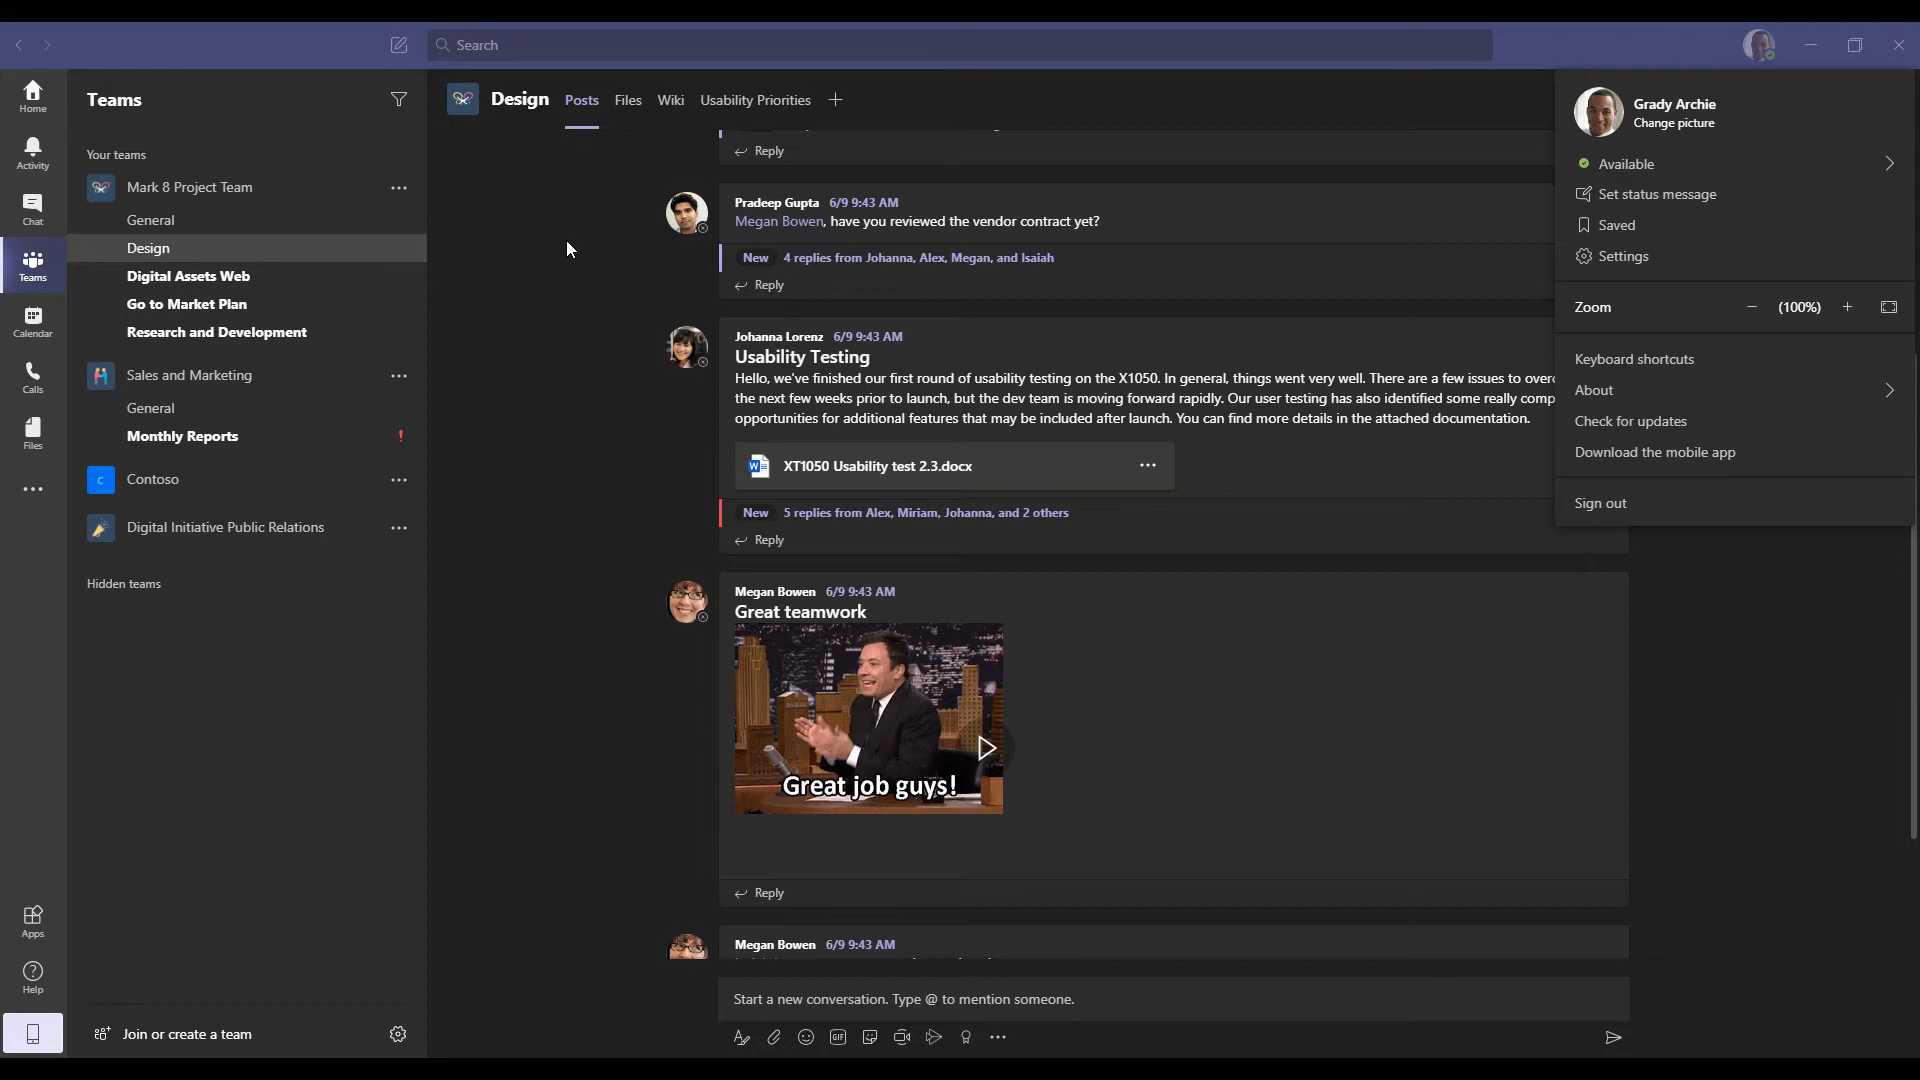 Search
Home
Activity
Chat
Teams
Calendar
Calls
Files
Apps
Help
Teams
Your teams
Mark 8 Project Team
General
Design
Digital Assets Web
Go to Market Plan
Research and Development
Sales and Marketing
General
Monthly Reports !
C Contoso
Digital Initiative Public Relations
Hidden teams
Join or create a team
Design Posts Files Wiki Usability Priorities
Reply
Pradeep Gupta 6/9 9:43 AM
Megan Bowen, have you reviewed the vendor contract yet?
New 4 replies from Johanna, Alex, Megan, and Isaiah
Reply
Johanna Lorenz 6/9 9:43 AM
Usability Testing
Hello, we've finished our first round of usability testing on the X1050. In general, things went very well. There are a few issues to overc
the next few weeks prior to launch, but the dev team is moving forward rapidly. Our user testing has also identified some really comp
opportunities for additional features that may be included after launch. You can find more details in the attached documentation.
W XT1050 Usability test 2.3.docx
New 5 replies from Alex, Miriam, Johanna, and 2 others
Reply
Megan Bowen 6/9 9:43 AM
Great teamwork
Great job guys!
Reply
Megan Bowen 6/9 9:43 AM
Start a new conversation. Type @ to mention someone.
GIF
Grady Archie
Change picture
Available
Set status message
Saved
Settings
Zoom − (100%) +
Keyboard shortcuts
About
Check for updates
Download the mobile app
Sign out